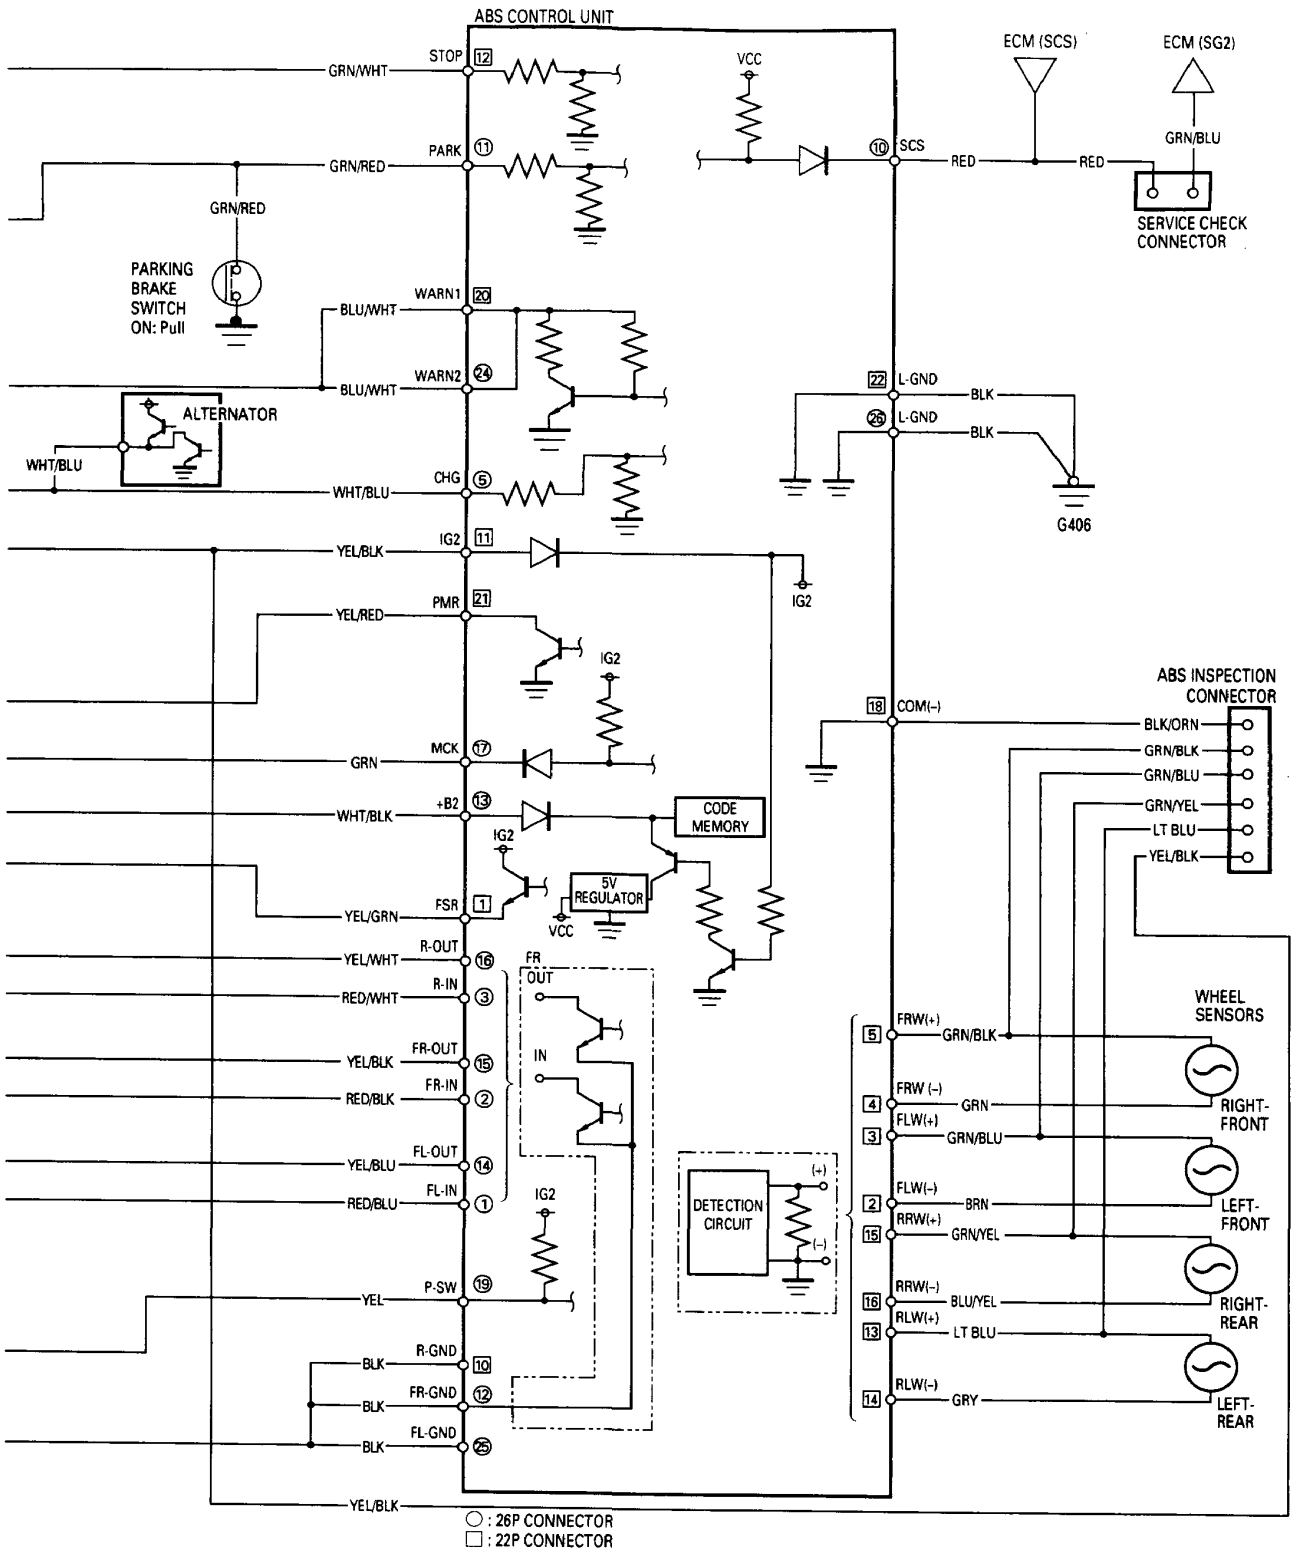 ABS CONTROL UNIT
STOP 12
GRN/WHT
VCC
ECM (SCS)
ECM (SG2)
GRN/BLU
PARK 11
GRN/RED
GRN/RED
10 SCS
RED
RED
SERVICE CHECK
CONNECTOR
PARKING
BRAKE
SWITCH
ON: Pull
WARN1 20
BLU/WHT
WARN2 24
BLU/WHT
22 L-GND
BLK
26 L-GND
BLK
G406
ALTERNATOR
WHT/BLU
CHG 5
WHT/BLU
IG2 11
YEL/BLK
IG2
PMR 21
YEL/RED
IG2
ABS INSPECTION
CONNECTOR
18 COM(-)
BLK/ORN
GRN/BLK
GRN/BLU
GRN/YEL
LT BLU
YEL/BLK
MCK 17
GRN
+B2 13
WHT/BLK
CODE
MEMORY
IG2
5V
REGULATOR
VCC
FSR 1
YEL/GRN
R-OUT
YEL/WHT 16
R-IN
RED/WHT 3
FR
OUT
IN
FR-OUT
YEL/BLK 15
FR-IN
RED/BLK 2
FL-OUT
YEL/BLU 14
FL-IN
RED/BLU 1
IG2
WHEEL
SENSORS
FRW(+)
5 GRN/BLK
FRW (-)
4 GRN
RIGHT-
FRONT
FLW(+)
3 GRN/BLU
FLW(-)
2 BRN
LEFT-
FRONT
RRW(+)
15 GRN/YEL
RRW(-)
16 BLU/YEL
RIGHT-
REAR
RLW(+)
13 LT BLU
RLW(-)
14 GRY
LEFT-
REAR
DETECTION
CIRCUIT
(+)
(-)
P-SW 19
YEL
R-GND
BLK 10
FR-GND 12
BLK
FL-GND
BLK 25
YEL/BLK
○ : 26P CONNECTOR
□ : 22P CONNECTOR